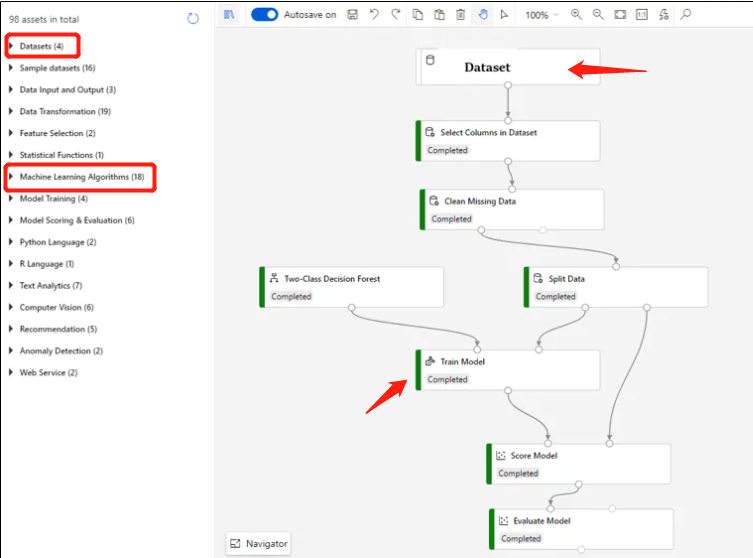 98 assets in total
Datasets (4)
Sample datasets (16)
Data Input and Output (3)
Data Transformation (19)
Feature Selection (2)
Statistical Functions (1)
Machine Learning Algorithms (18)
Model Training (4)
Model Scoring & Evaluation (6)
Python Language (2)
R Language (1)
Text Analytics (7)
Computer Vision (6)
Recommendation (5)
Anomaly Detection (2)
Web Service (2)
Autosave on
100%
1:1
Dataset
Select Columns in Dataset
Completed
Clean Missing Data
Completed
Two-Class Decision Forest
Completed
Split Data
Completed
Train Model
Completed
Score Model
Completed
Evaluate Model
Completed
Navigator